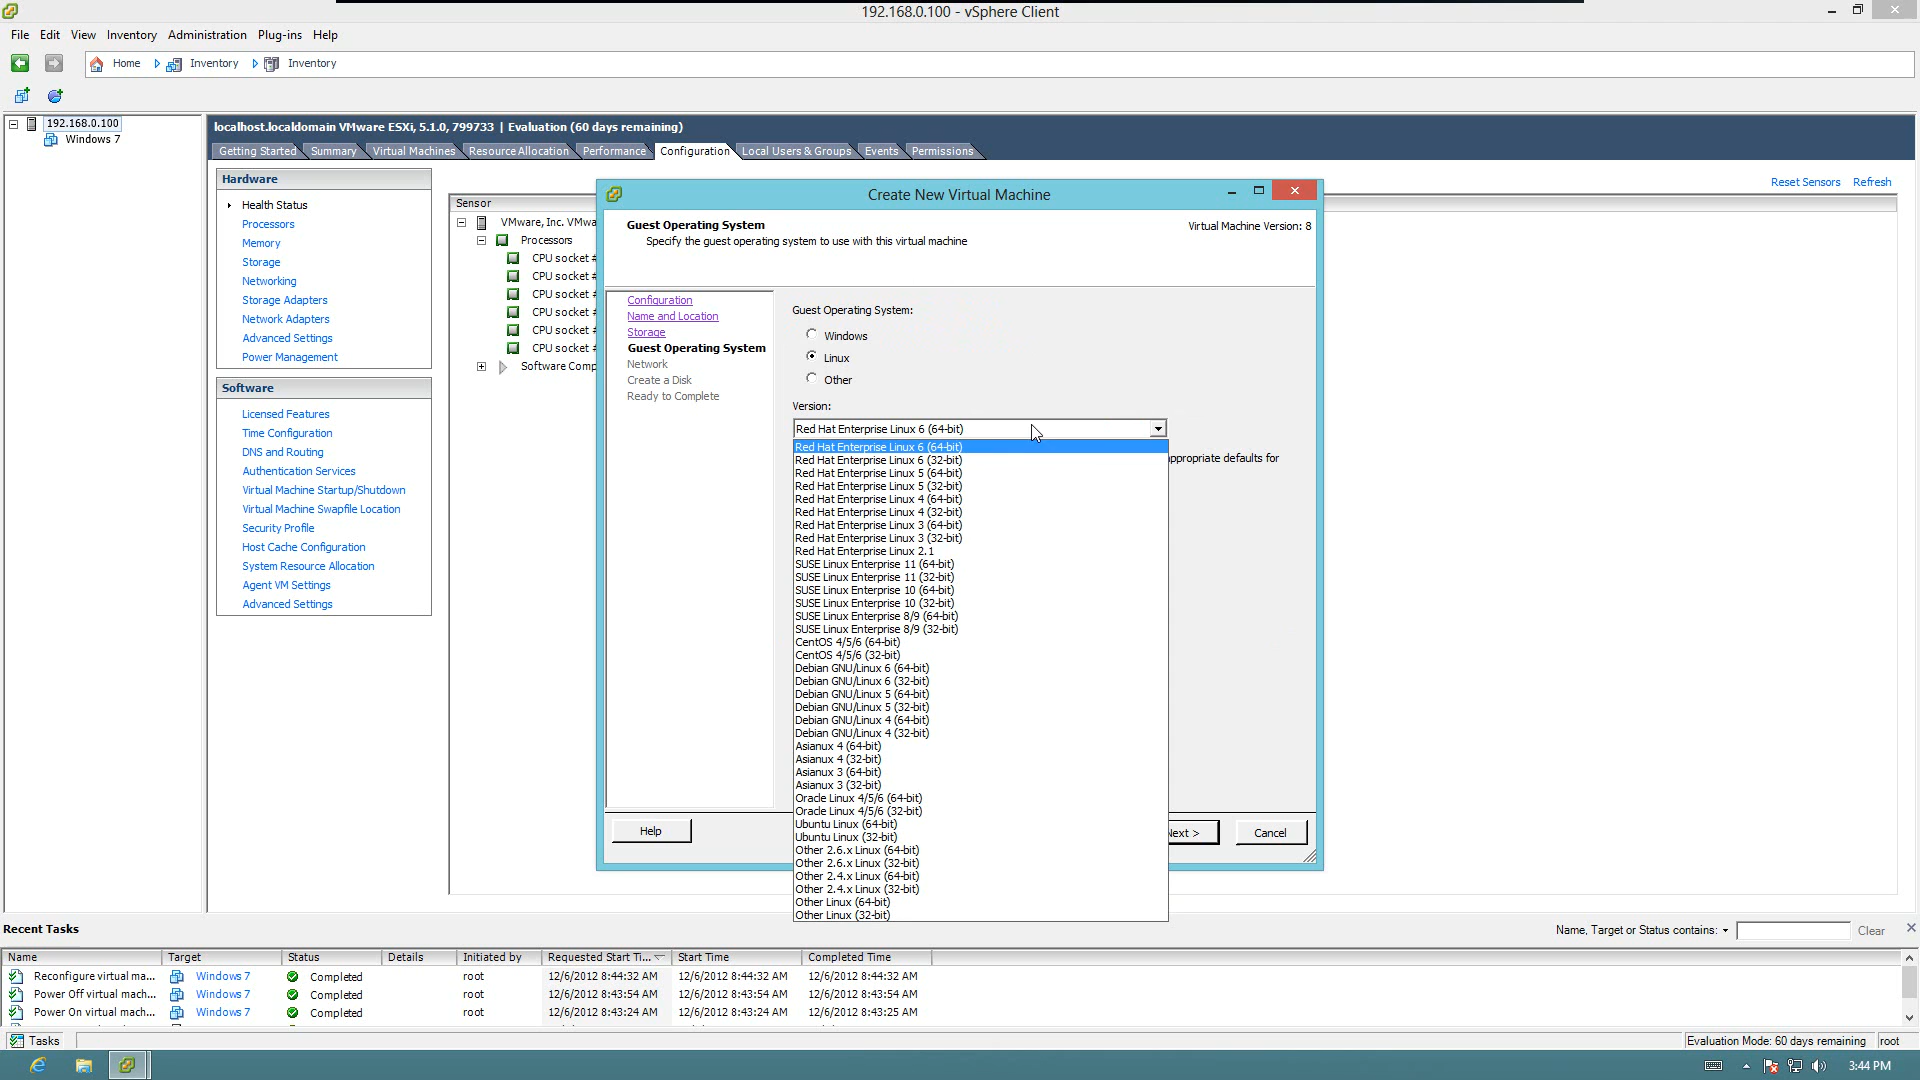 192.168.0.100 - vSphere Client
File Edit View Inventory Administration Plug-ins Help
Home Inventory Inventory
192.168.0.100
Windows 7
localhost.localdomain VMware ESXi, 5.1.0, 799733 | Evaluation (60 days remaining)
Getting Started Summary Virtual Machines Resource Allocation Performance Configuration Local Users & Groups Events Permissions
Hardware
Health Status
Processors
Memory
Storage
Networking
Storage Adapters
Network Adapters
Advanced Settings
Power Management
Software
Licensed Features
Time Configuration
DNS and Routing
Authentication Services
Virtual Machine Startup/Shutdown
Virtual Machine Swapfile Location
Security Profile
Host Cache Configuration
System Resource Allocation
Agent VM Settings
Advanced Settings
Reset Sensors Refresh
Sensor
VMware, Inc. VMwa
Processors
CPU socket #
CPU socket #
CPU socket #
CPU socket #
CPU socket #
CPU socket #
Software Comp
Create New Virtual Machine
Guest Operating System
Specify the guest operating system to use with this virtual machine
Virtual Machine Version: 8
Configuration
Name and Location
Storage
Guest Operating System
Network
Create a Disk
Ready to Complete
Guest Operating System:
Windows
Linux
Other
Version:
Red Hat Enterprise Linux 6 (64-bit)
Red Hat Enterprise Linux 6 (64-bit)
appropriate defaults for
Red Hat Enterprise Linux 6 (32-bit)
Red Hat Enterprise Linux 5 (64-bit)
Red Hat Enterprise Linux 5 (32-bit)
Red Hat Enterprise Linux 4 (64-bit)
Red Hat Enterprise Linux 4 (32-bit)
Red Hat Enterprise Linux 3 (64-bit)
Red Hat Enterprise Linux 3 (32-bit)
Red Hat Enterprise Linux 2.1
SUSE Linux Enterprise 11 (64-bit)
SUSE Linux Enterprise 11 (32-bit)
SUSE Linux Enterprise 10 (64-bit)
SUSE Linux Enterprise 10 (32-bit)
SUSE Linux Enterprise 8/9 (64-bit)
SUSE Linux Enterprise 8/9 (32-bit)
CentOS 4/5/6 (64-bit)
CentOS 4/5/6 (32-bit)
Debian GNU/Linux 6 (64-bit)
Debian GNU/Linux 6 (32-bit)
Debian GNU/Linux 5 (64-bit)
Debian GNU/Linux 5 (32-bit)
Debian GNU/Linux 4 (64-bit)
Debian GNU/Linux 4 (32-bit)
Asianux 4 (64-bit)
Asianux 4 (32-bit)
Asianux 3 (64-bit)
Asianux 3 (32-bit)
Oracle Linux 4/5/6 (64-bit)
Oracle Linux 4/5/6 (32-bit)
Ubuntu Linux (64-bit)
Ubuntu Linux (32-bit)
Other 2.6.x Linux (64-bit)
Other 2.6.x Linux (32-bit)
Other 2.4.x Linux (64-bit)
Other 2.4.x Linux (32-bit)
Other Linux (64-bit)
Other Linux (32-bit)
Help Next > Cancel
Recent Tasks
Name, Target or Status contains: Clear
Name Target Status Details Initiated by Requested Start Ti... Start Time Completed Time
Reconfigure virtual ma... Windows 7 Completed root 12/6/2012 8:44:32 AM 12/6/2012 8:44:32 AM 12/6/2012 8:44:32 AM
Power Off virtual mach... Windows 7 Completed root 12/6/2012 8:43:54 AM 12/6/2012 8:43:54 AM 12/6/2012 8:43:54 AM
Power On virtual mach... Windows 7 Completed root 12/6/2012 8:43:24 AM 12/6/2012 8:43:24 AM 12/6/2012 8:43:25 AM
Tasks Evaluation Mode: 60 days remaining root
3:44 PM